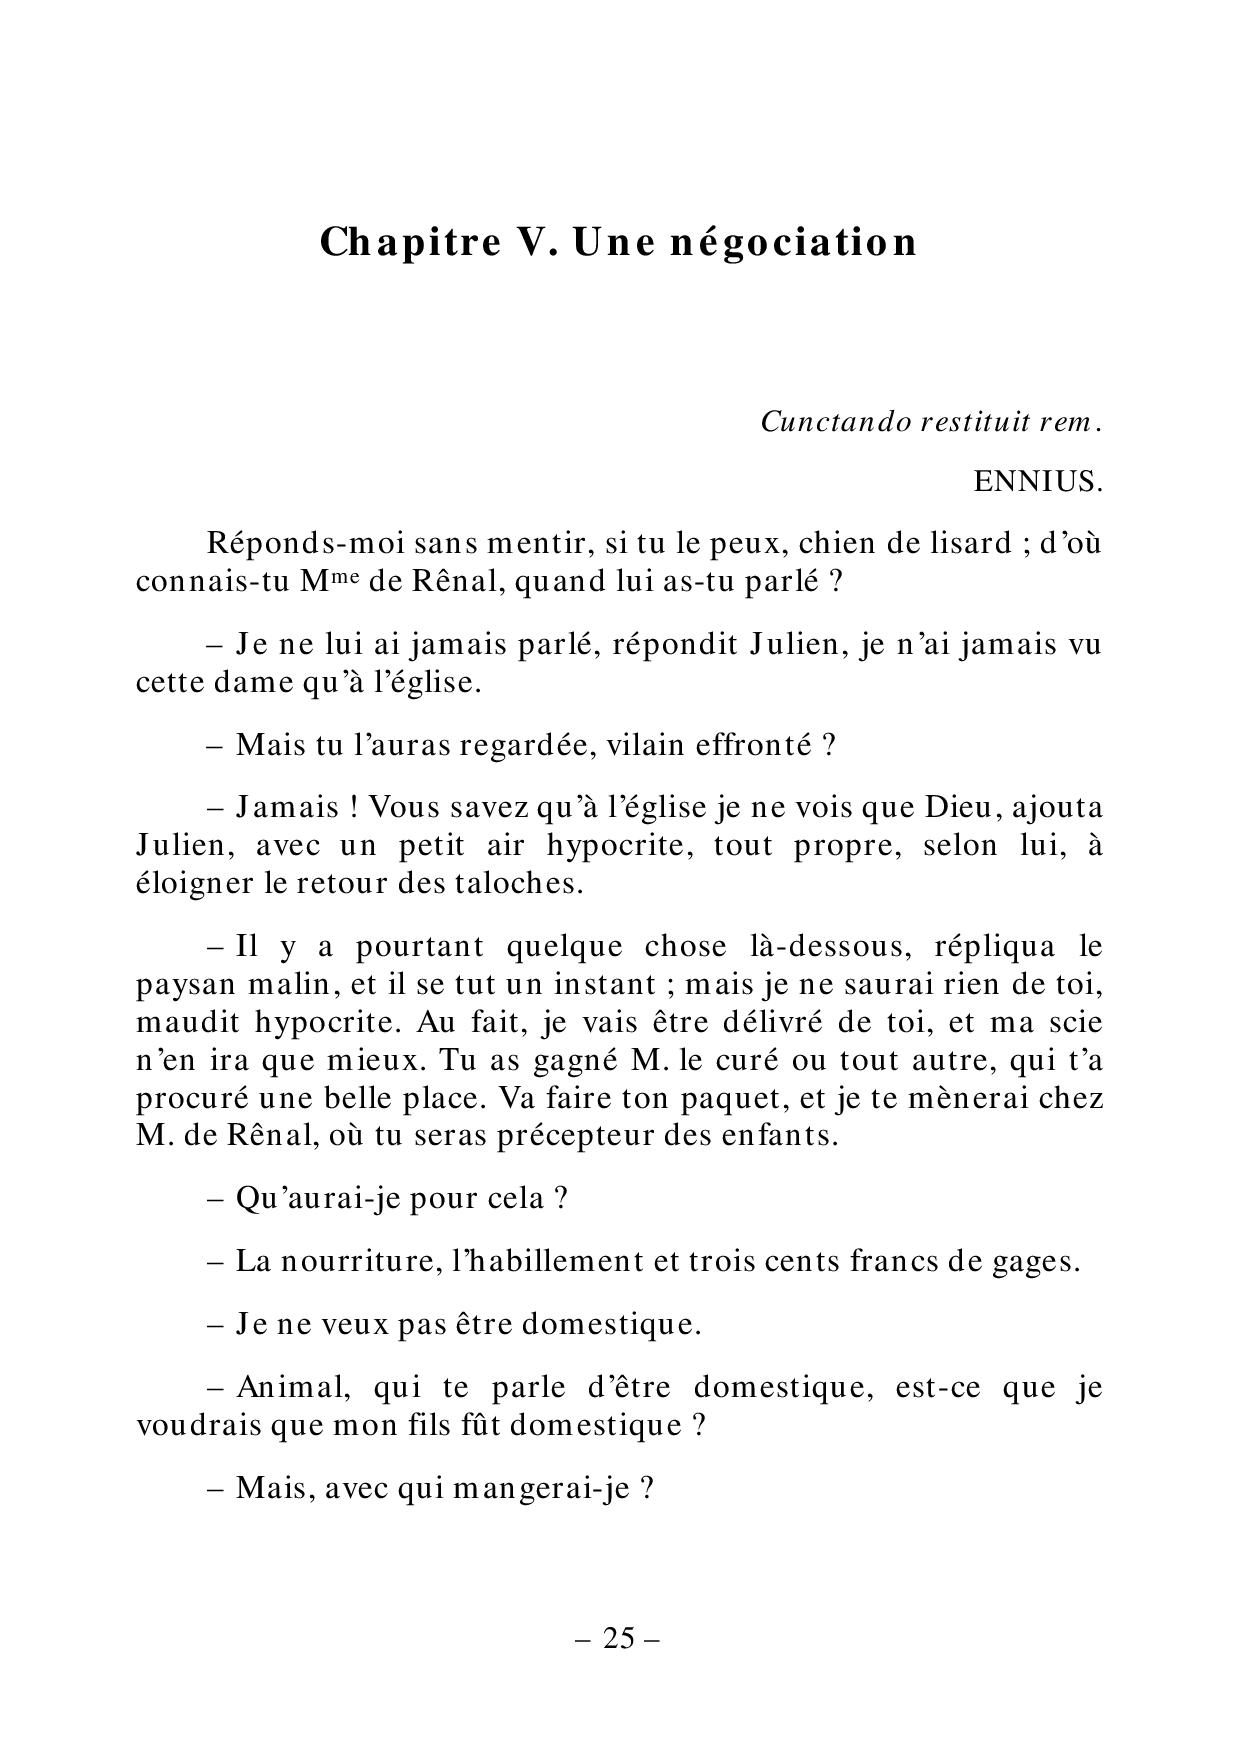 Chapitre V. Une négociation
Cunctando restituit rem.
ENNIUS.
Réponds-moi sans mentir, si tu le peux, chien de lisard ; d’où
connais-tu Mme de Rênal, quand lui as-tu parlé ?
– Je ne lui ai jamais parlé, répondit Julien, je n’ai jamais vu
cette dame qu’à l’église.
– Mais tu l’auras regardée, vilain effronté ?
– Jamais ! Vous savez qu’à l’église je ne vois que Dieu, ajouta
Julien, avec un petit air hypocrite, tout propre, selon lui, à
éloigner le retour des taloches.
– Il y a pourtant quelque chose là-dessous, répliqua le
paysan malin, et il se tut un instant ; mais je ne saurai rien de toi,
maudit hypocrite. Au fait, je vais être délivré de toi, et ma scie
n’en ira que mieux. Tu as gagné M. le curé ou tout autre, qui t’a
procuré une belle place. Va faire ton paquet, et je te mènerai chez
M. de Rênal, où tu seras précepteur des enfants.
– Qu’aurai-je pour cela ?
– La nourriture, l’habillement et trois cents francs de gages.
– Je ne veux pas être domestique.
– Animal, qui te parle d’être domestique, est-ce que je
voudrais que mon fils fût domestique ?
– Mais, avec qui mangerai-je ?
– 25 –